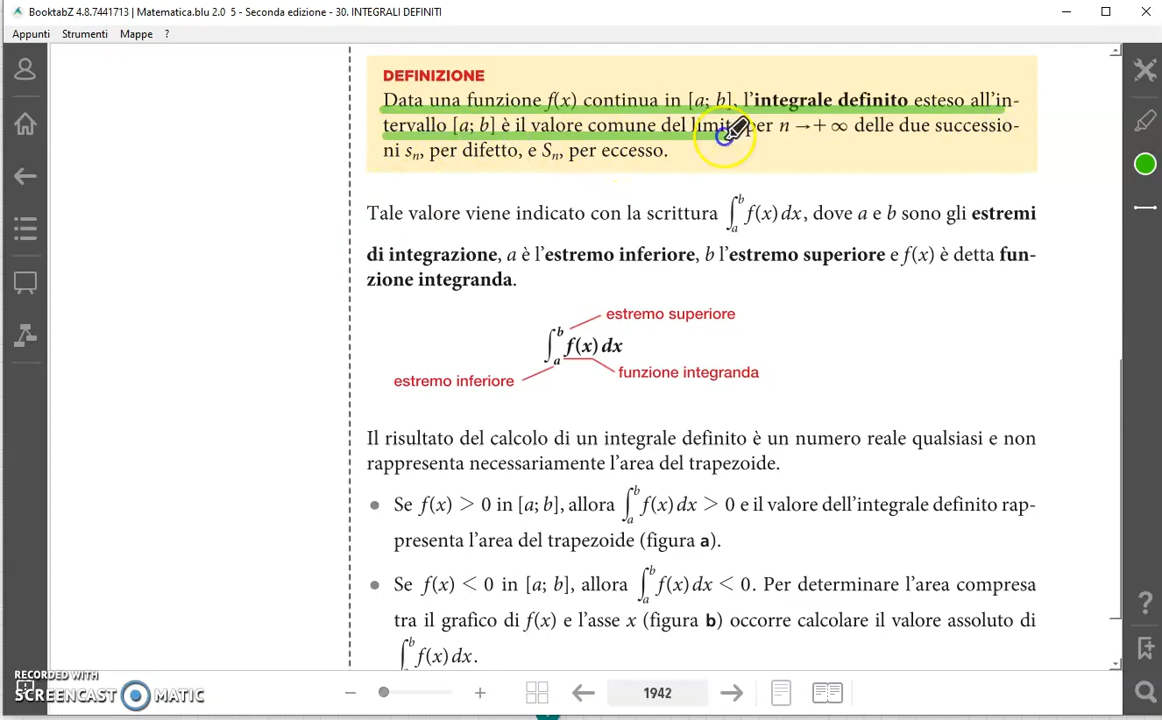 BooktabZ 4.8.7441713 | Matematica.blu 2.0 5 - Seconda edizione - 30. INTEGRALI DEFINITI
Appunti Strumenti Mappe ?
DEFINIZIONE
Data una funzione f(x) continua in [a; b], l'integrale definito esteso all'in-
tervallo [a; b] è il valore comune del limite per n → + ∞ delle due successio-
ni sₙ, per difetto, e Sₙ, per eccesso.
Tale valore viene indicato con la scrittura ∫ₐᵇ f(x) dx, dove a e b sono gli estremi
di integrazione, a è l'estremo inferiore, b l'estremo superiore e f(x) è detta fun-
zione integranda.
estremo superiore
∫ₐᵇ f(x) dx
funzione integranda
estremo inferiore
Il risultato del calcolo di un integrale definito è un numero reale qualsiasi e non
rappresenta necessariamente l'area del trapezoide.
• Se f(x) > 0 in [a; b], allora ∫ₐᵇ f(x) dx > 0 e il valore dell'integrale definito rap-
presenta l'area del trapezoide (figura a).
• Se f(x) < 0 in [a; b], allora ∫ₐᵇ f(x) dx < 0. Per determinare l'area compresa
tra il grafico di f(x) e l'asse x (figura b) occorre calcolare il valore assoluto di
∫ₐᵇ f(x) dx.
RECORDED WITH
SCREENCAST MATIC
1942